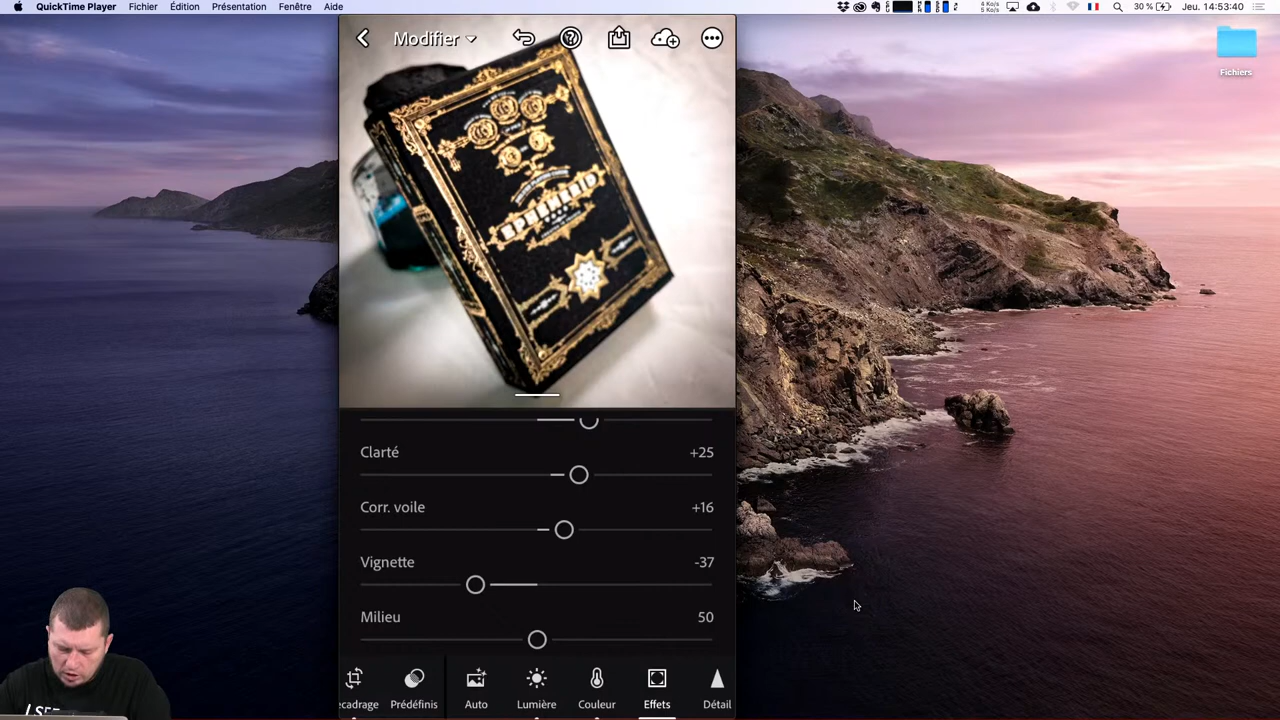 QuickTime Player Fichier Édition Présentation Fenêtre Aide 30 % Jeu. 14:53:40
Fichiers
Modifier
EPHEMERID
Clarté +25
Corr. voile +16
Vignette -37
Milieu 50
ecadrage Prédéfinis Auto Lumière Couleur Effets Détail